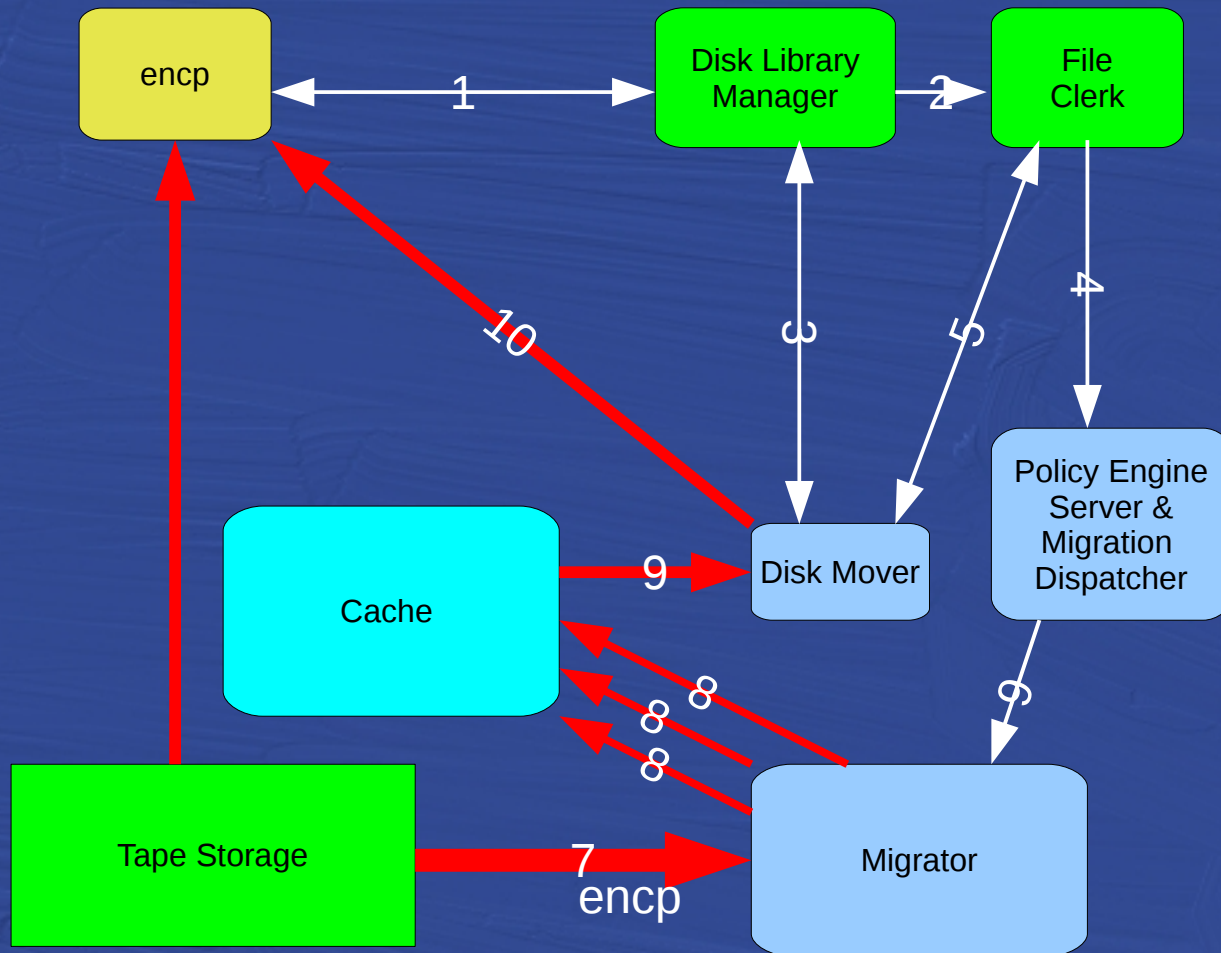 encp
1
Disk Library
Manager
2
File
Clerk
3
4
5
10
Policy Engine
Server &
Migration
Dispatcher
Cache
9
Disk Mover
8
8
8
6
Tape Storage
7
encp
Migrator